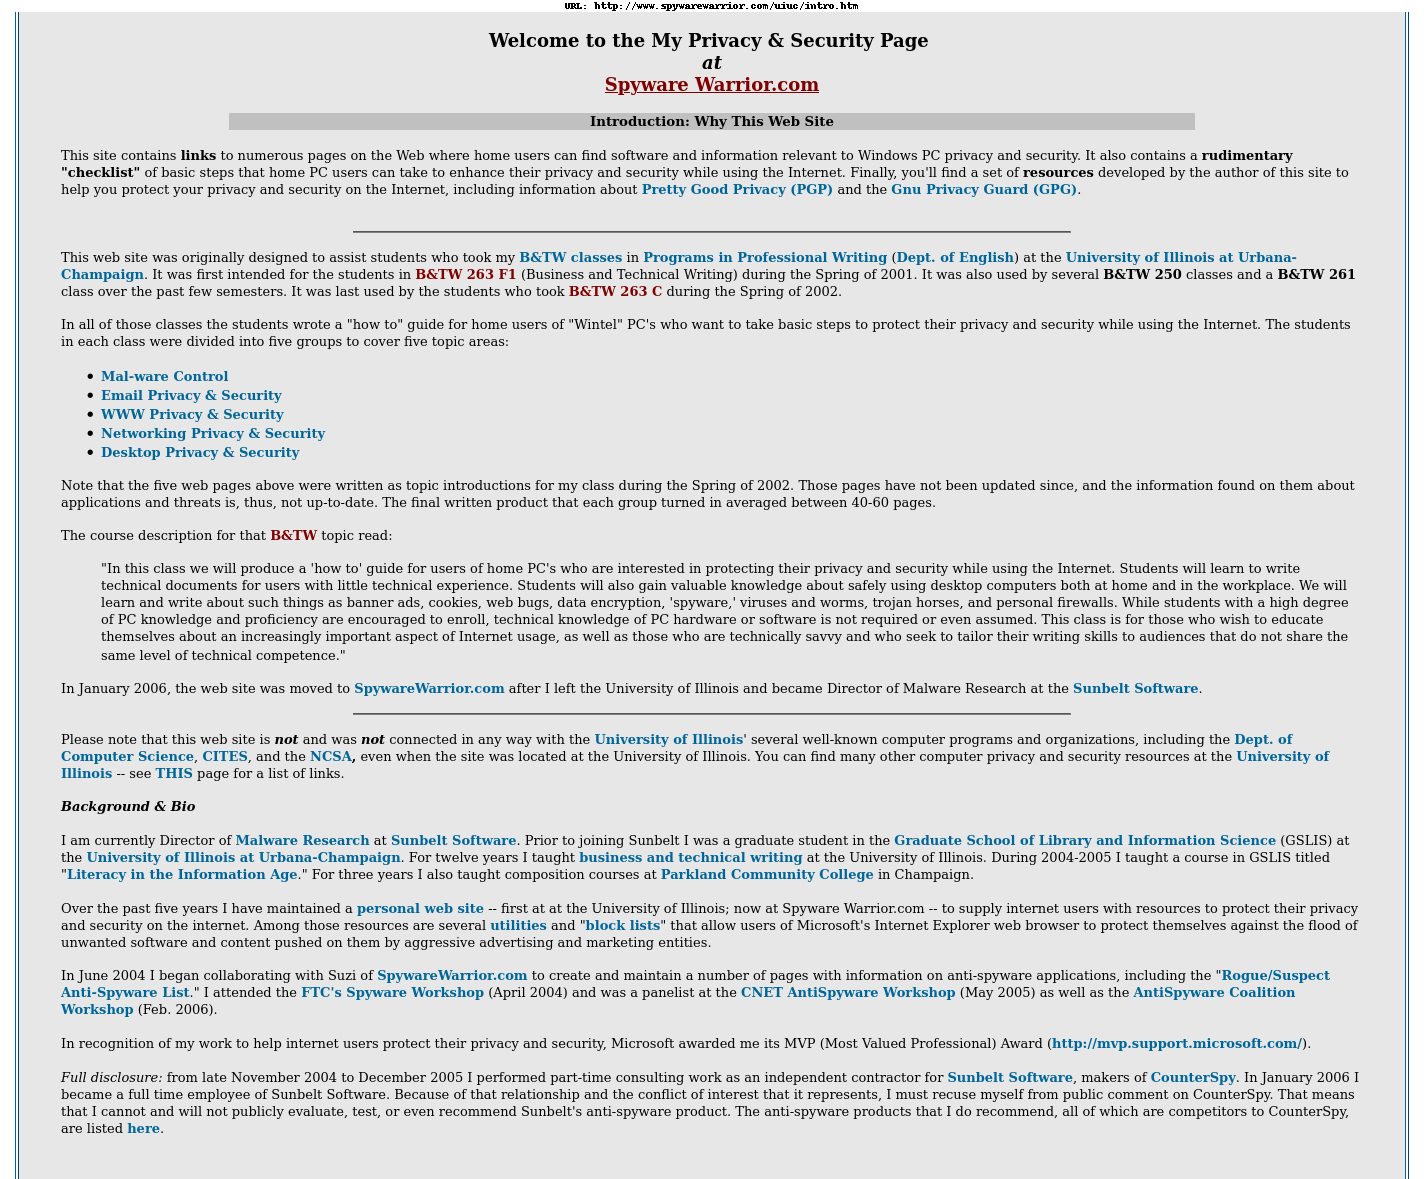 URL: http://www.spywarewarrior.com/uiuc/intro.htm
Welcome to the My Privacy & Security Page
at
Spyware Warrior.com
Introduction: Why This Web Site
This site contains links to numerous pages on the Web where home users can find software and information relevant to Windows PC privacy and security. It also contains a rudimentary
"checklist" of basic steps that home PC users can take to enhance their privacy and security while using the Internet. Finally, you'll find a set of resources developed by the author of this site to
help you protect your privacy and security on the Internet, including information about Pretty Good Privacy (PGP) and the Gnu Privacy Guard (GPG).
This web site was originally designed to assist students who took my B&TW classes in Programs in Professional Writing (Dept. of English) at the University of Illinois at Urbana-
Champaign. It was first intended for the students in B&TW 263 F1 (Business and Technical Writing) during the Spring of 2001. It was also used by several B&TW 250 classes and a B&TW 261
class over the past few semesters. It was last used by the students who took B&TW 263 C during the Spring of 2002.
In all of those classes the students wrote a "how to" guide for home users of "Wintel" PC's who want to take basic steps to protect their privacy and security while using the Internet. The students
in each class were divided into five groups to cover five topic areas:
• Mal-ware Control
• Email Privacy & Security
• WWW Privacy & Security
• Networking Privacy & Security
• Desktop Privacy & Security
Note that the five web pages above were written as topic introductions for my class during the Spring of 2002. Those pages have not been updated since, and the information found on them about
applications and threats is, thus, not up-to-date. The final written product that each group turned in averaged between 40-60 pages.
The course description for that B&TW topic read:
"In this class we will produce a 'how to' guide for users of home PC's who are interested in protecting their privacy and security while using the Internet. Students will learn to write
technical documents for users with little technical experience. Students will also gain valuable knowledge about safely using desktop computers both at home and in the workplace. We will
learn and write about such things as banner ads, cookies, web bugs, data encryption, 'spyware,' viruses and worms, trojan horses, and personal firewalls. While students with a high degree
of PC knowledge and proficiency are encouraged to enroll, technical knowledge of PC hardware or software is not required or even assumed. This class is for those who wish to educate
themselves about an increasingly important aspect of Internet usage, as well as those who are technically savvy and who seek to tailor their writing skills to audiences that do not share the
same level of technical competence."
In January 2006, the web site was moved to SpywareWarrior.com after I left the University of Illinois and became Director of Malware Research at the Sunbelt Software.
Please note that this web site is not and was not connected in any way with the University of Illinois' several well-known computer programs and organizations, including the Dept. of
Computer Science, CITES, and the NCSA, even when the site was located at the University of Illinois. You can find many other computer privacy and security resources at the University of
Illinois -- see THIS page for a list of links.
Background & Bio
I am currently Director of Malware Research at Sunbelt Software. Prior to joining Sunbelt I was a graduate student in the Graduate School of Library and Information Science (GSLIS) at
the University of Illinois at Urbana-Champaign. For twelve years I taught business and technical writing at the University of Illinois. During 2004-2005 I taught a course in GSLIS titled
"Literacy in the Information Age." For three years I also taught composition courses at Parkland Community College in Champaign.
Over the past five years I have maintained a personal web site -- first at at the University of Illinois; now at Spyware Warrior.com -- to supply internet users with resources to protect their privacy
and security on the internet. Among those resources are several utilities and "block lists" that allow users of Microsoft's Internet Explorer web browser to protect themselves against the flood of
unwanted software and content pushed on them by aggressive advertising and marketing entities.
In June 2004 I began collaborating with Suzi of SpywareWarrior.com to create and maintain a number of pages with information on anti-spyware applications, including the "Rogue/Suspect
Anti-Spyware List." I attended the FTC's Spyware Workshop (April 2004) and was a panelist at the CNET AntiSpyware Workshop (May 2005) as well as the AntiSpyware Coalition
Workshop (Feb. 2006).
In recognition of my work to help internet users protect their privacy and security, Microsoft awarded me its MVP (Most Valued Professional) Award (http://mvp.support.microsoft.com/).
Full disclosure: from late November 2004 to December 2005 I performed part-time consulting work as an independent contractor for Sunbelt Software, makers of CounterSpy. In January 2006 I
became a full time employee of Sunbelt Software. Because of that relationship and the conflict of interest that it represents, I must recuse myself from public comment on CounterSpy. That means
that I cannot and will not publicly evaluate, test, or even recommend Sunbelt's anti-spyware product. The anti-spyware products that I do recommend, all of which are competitors to CounterSpy,
are listed here.